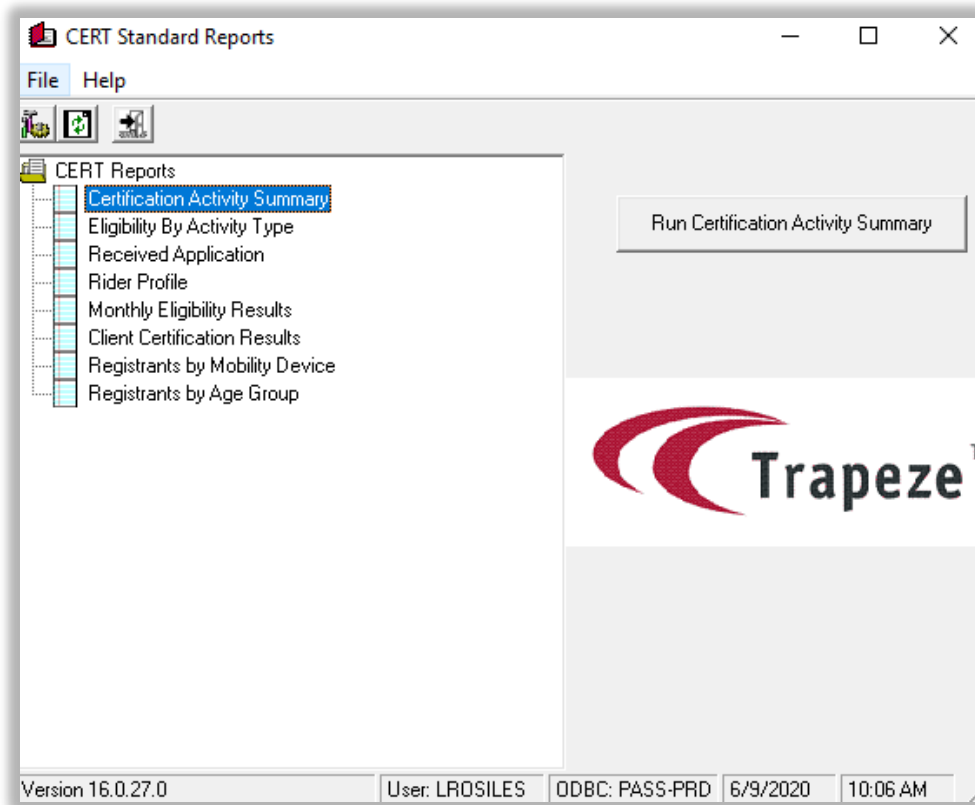 CERT Standard Reports
File Help
CERT Reports
Certification Activity Summary
Eligibility By Activity Type
Received Application
Rider Profile
Monthly Eligibility Results
Client Certification Results
Registrants by Mobility Device
Registrants by Age Group
Run Certification Activity Summary
Trapeze
Version 16.0.27.0 User: LROSILES ODBC: PASS-PRD 6/9/2020 10:06 AM